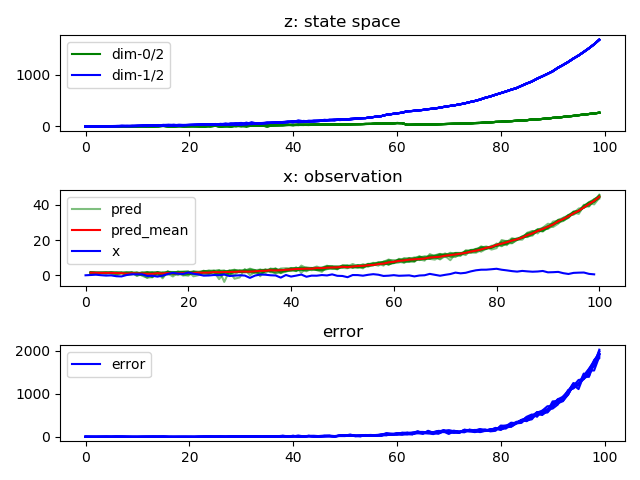 z: state space
dim-0/2
dim-1/2
1000
0
0 20 40 60 80 100
x: observation
pred
pred_mean
x
40
20
0
0 20 40 60 80 100
error
error
2000
1000
0
0 20 40 60 80 100